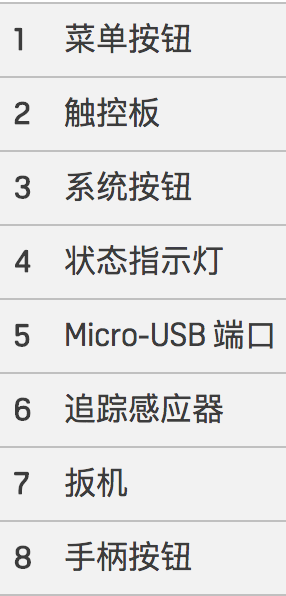 1 菜单按钮
2 触控板
3 系统按钮
4 状态指示灯
5 Micro-USB 端口
6 追踪感应器
7 扳机
8 手柄按钮